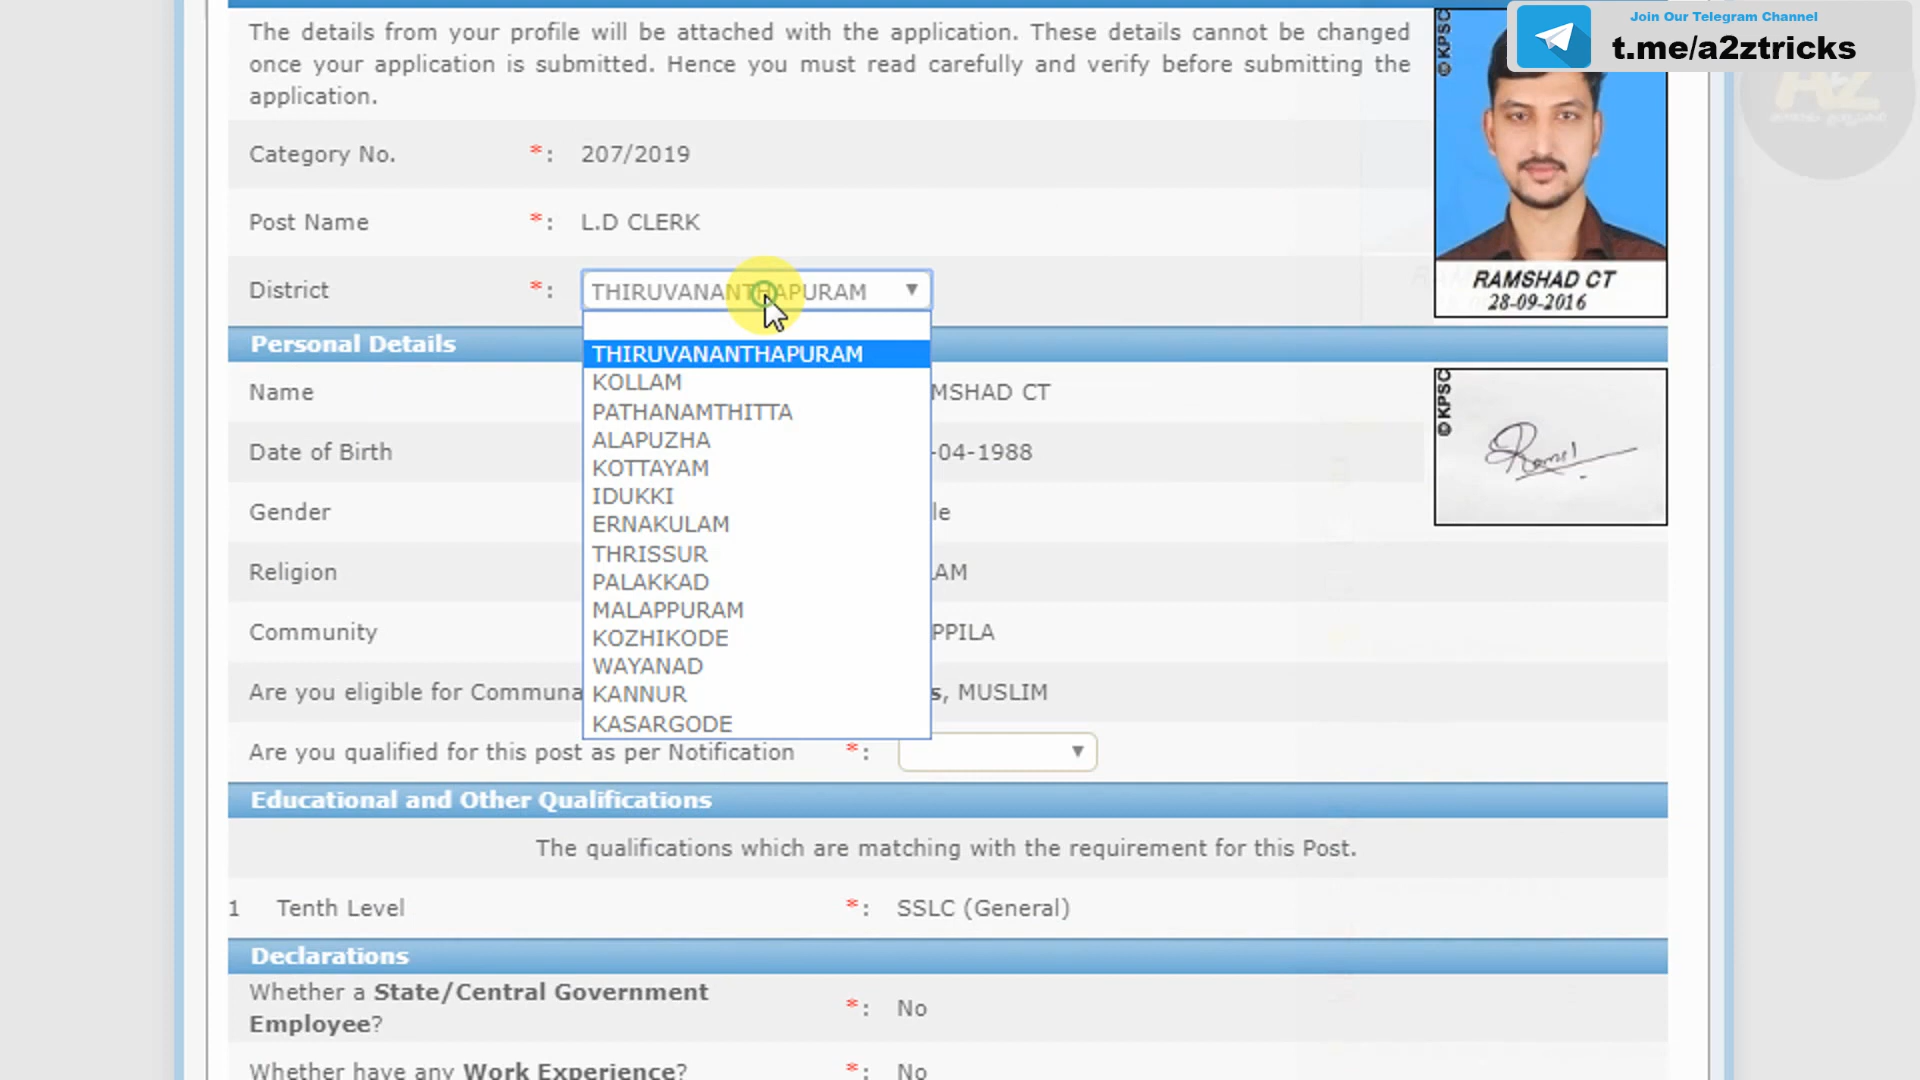 Join Our Telegram Channel
t.me/a2ztricks
The details from your profile will be attached with the application. These details cannot be changed
once your application is submitted. Hence you must read carefully and verify before submitting the
application.
©KPSC
Category No. *: 207/2019
Post Name *: L.D CLERK
District *: THIRUVANANTHAPURAM
RAMSHAD CT
28-09-2016
THIRUVANANTHAPURAM
KOLLAM
PATHANAMTHITTA
ALAPUZHA
KOTTAYAM
IDUKKI
ERNAKULAM
THRISSUR
PALAKKAD
MALAPPURAM
KOZHIKODE
WAYANAD
KANNUR
KASARGODE
Personal Details
Name MSHAD CT
©KPSC
Date of Birth -04-1988
Gender le
Religion AM
Community PPILA
Are you eligible for Communa s, MUSLIM
Are you qualified for this post as per Notification *:
Educational and Other Qualifications
The qualifications which are matching with the requirement for this Post.
1 Tenth Level *: SSLC (General)
Declarations
Whether a State/Central Government
Employee? *: No
Whether have any Work Experience? *: No